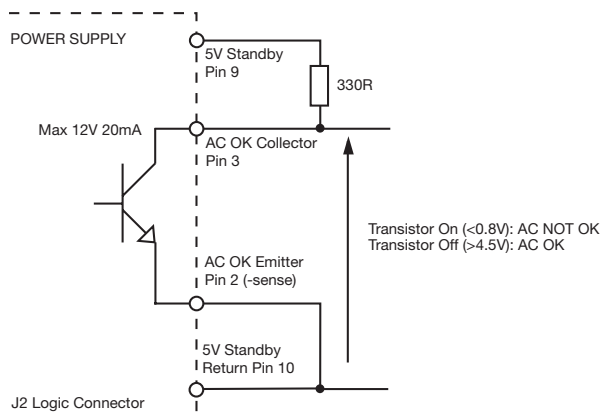 POWER SUPPLY
5V Standby
Pin 9
330R
Max 12V 20mA
AC OK Collector
Pin 3
Transistor On (<0.8V): AC NOT OK
Transistor Off (>4.5V): AC OK
AC OK Emitter
Pin 2 (-sense)
5V Standby
Return Pin 10
J2 Logic Connector